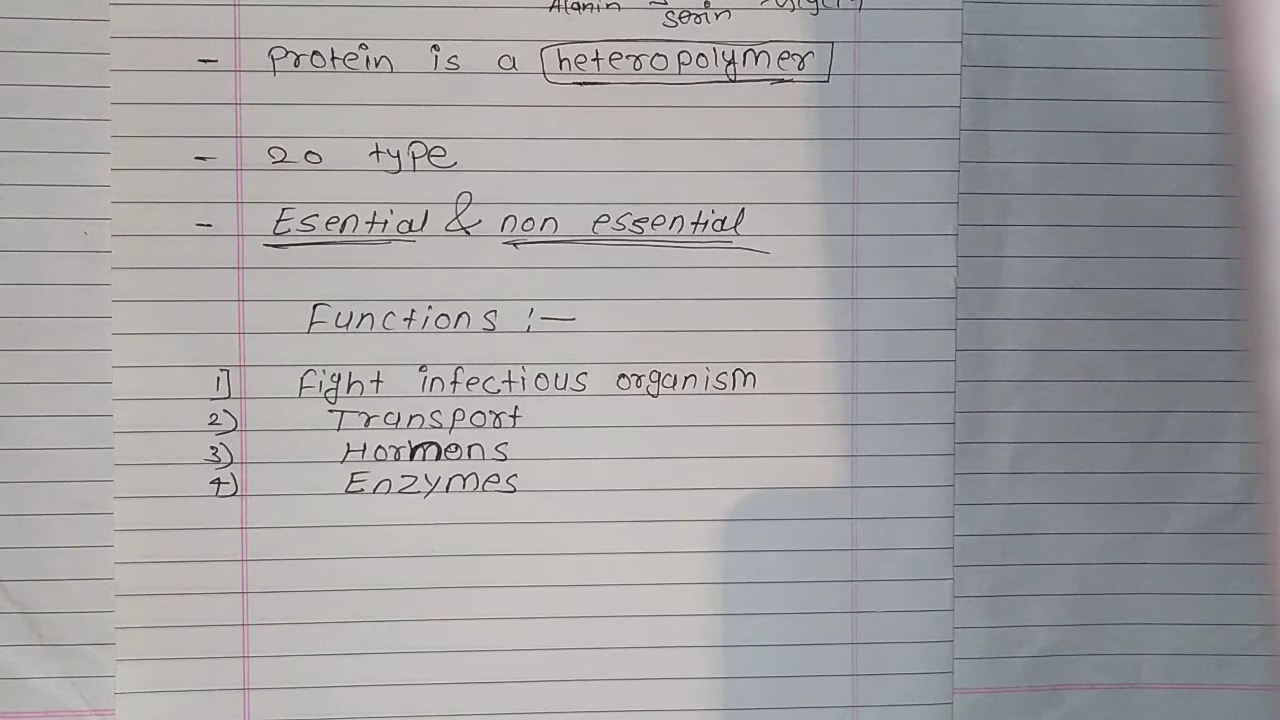 Alanin
serin
- Protein is a heteropolymer
- 20 type
- Esential & non essential
Functions :-
1] Fight infectious organism
2) Transport
3) Hormons
4) Enzymes